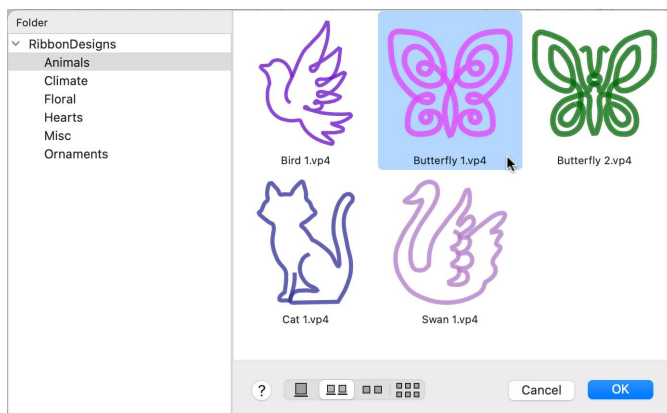 Folder
RibbonDesigns
Animals
Climate
Floral
Hearts
Misc
Ornaments
Bird 1.vp4
Butterfly 1.vp4
Butterfly 2.vp4
Cat 1.vp4
Swan 1.vp4
?
Cancel
OK